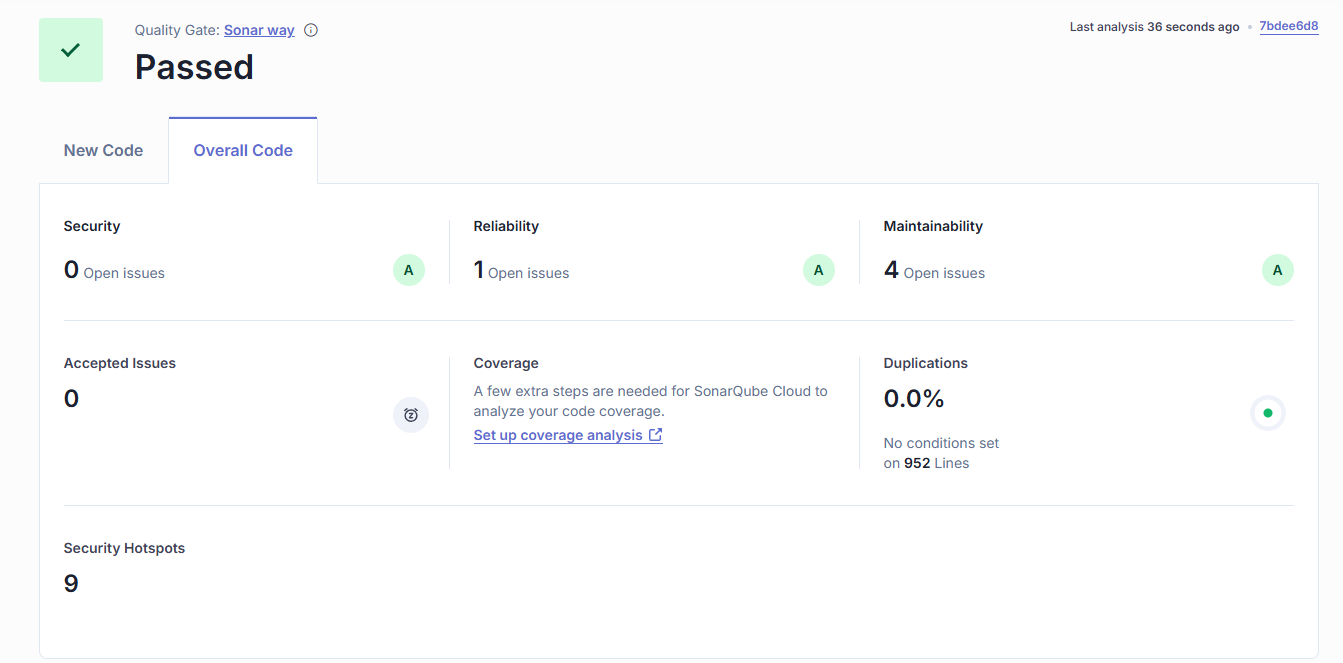 Quality Gate: Sonar way
Passed
Last analysis 36 seconds ago • 7bdee6d8
New Code
Overall Code
Security
0 Open issues
A
Reliability
1 Open issues
A
Maintainability
4 Open issues
A
Accepted Issues
0
Coverage
A few extra steps are needed for SonarQube Cloud to
analyze your code coverage.
Set up coverage analysis
Duplications
0.0%
No conditions set
on 952 Lines
Security Hotspots
9